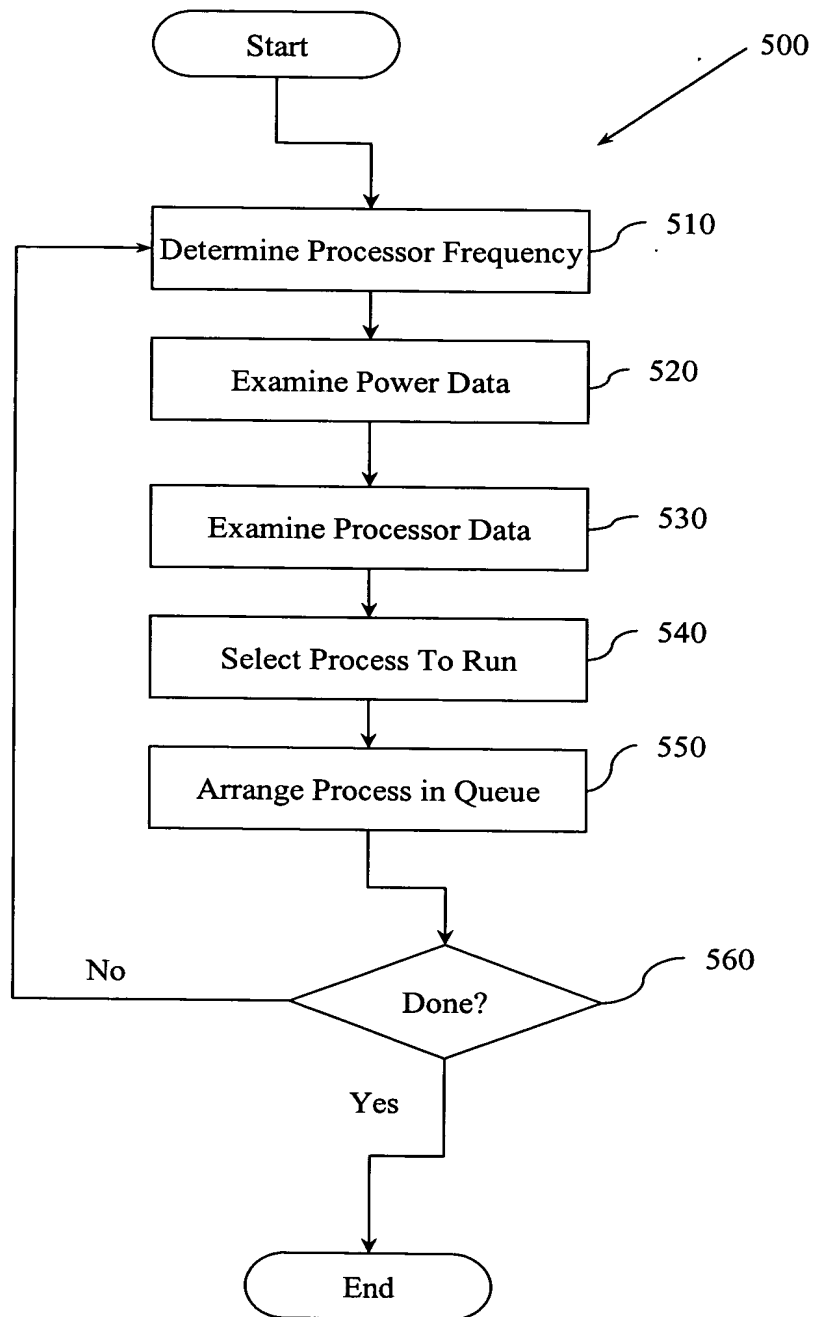 Start
500
Determine Processor Frequency
510
Examine Power Data
520
Examine Processor Data
530
Select Process To Run
540
Arrange Process in Queue
550
No
Done?
560
Yes
End